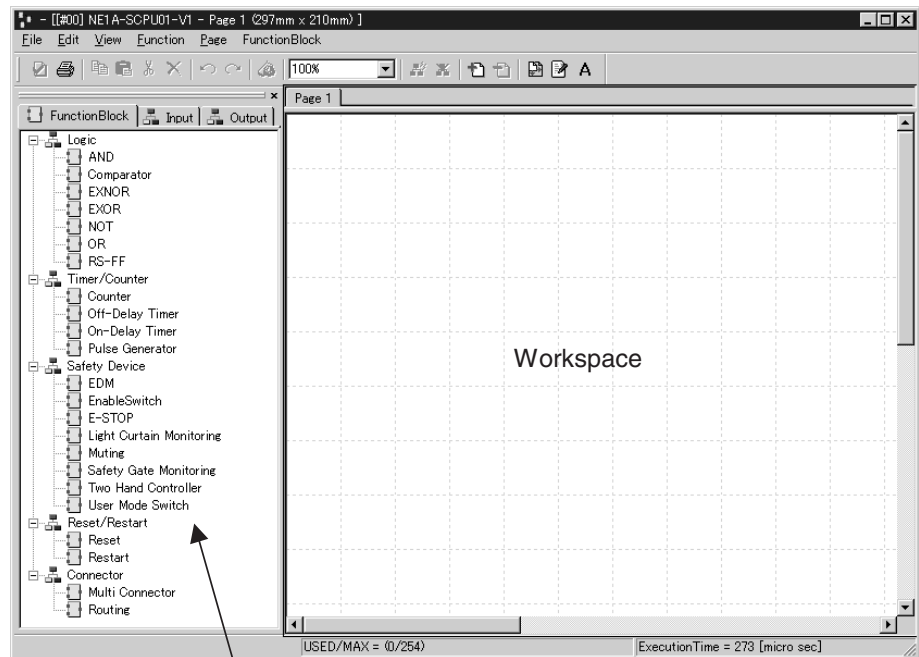 - [[#00] NE1A-SCPU01-V1 - Page 1 (297mm x 210mm) ]
File Edit View Function Page FunctionBlock
100% A
Page 1
FunctionBlock Input Output
Logic
AND
Comparator
EXNOR
EXOR
NOT
OR
RS-FF
Timer/Counter
Counter
Off-Delay Timer
On-Delay Timer
Pulse Generator
Safety Device
EDM
EnableSwitch
E-STOP
Light Curtain Monitoring
Muting
Safety Gate Monitoring
Two Hand Controller
User Mode Switch
Reset/Restart
Reset
Restart
Connector
Multi Connector
Routing
Workspace
USED/MAX = (0/254) ExecutionTime = 273 [micro sec]